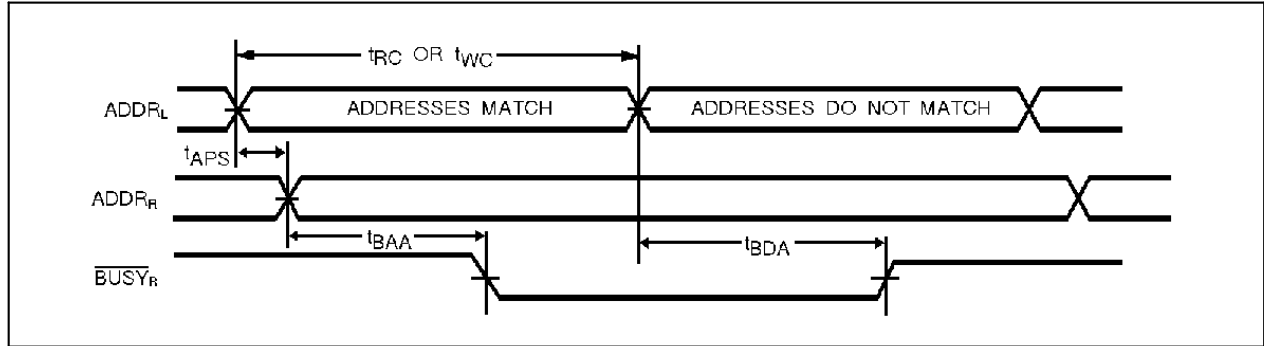 tRC OR tWC
ADDRL ADDRESSES MATCH ADDRESSES DO NOT MATCH
tAPS
ADDRR
tBAA tBDA
BUSYR